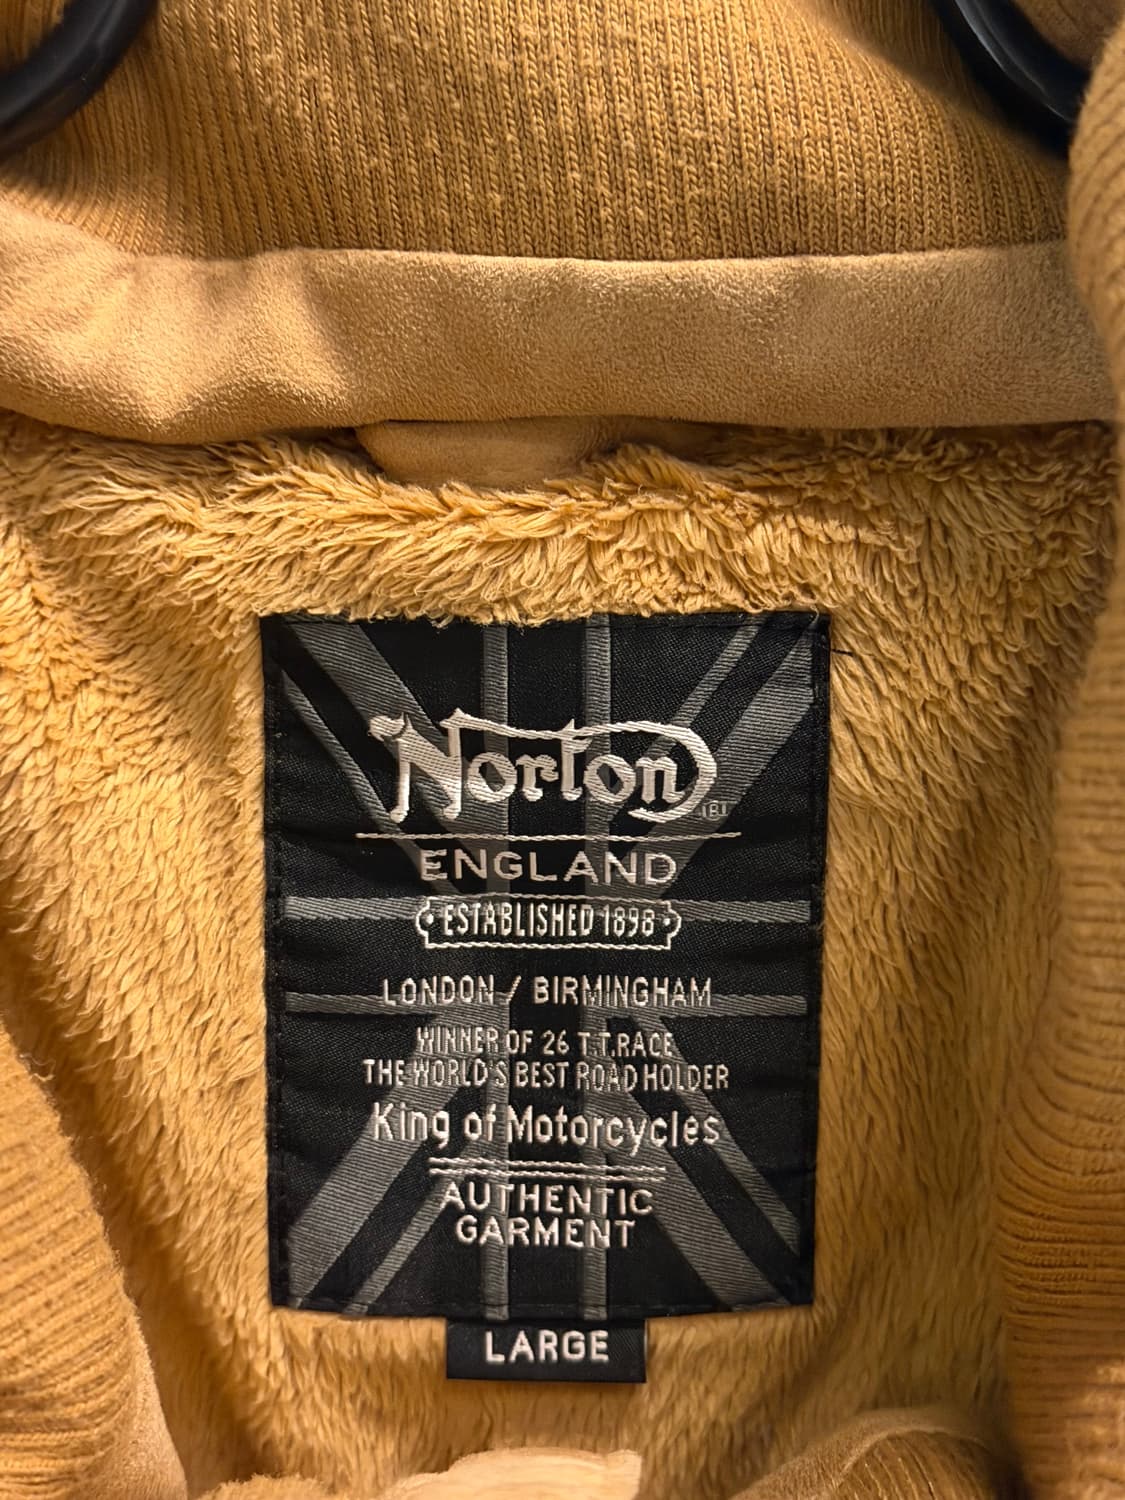 Norton
ENGLAND
ESTABLISHED 1898
LONDON / BIRMINGHAM
WINNER OF 26 T.T.RACE
THE WORLD'S BEST ROAD HOLDER
King of Motorcycles
AUTHENTIC
GARMENT
LARGE